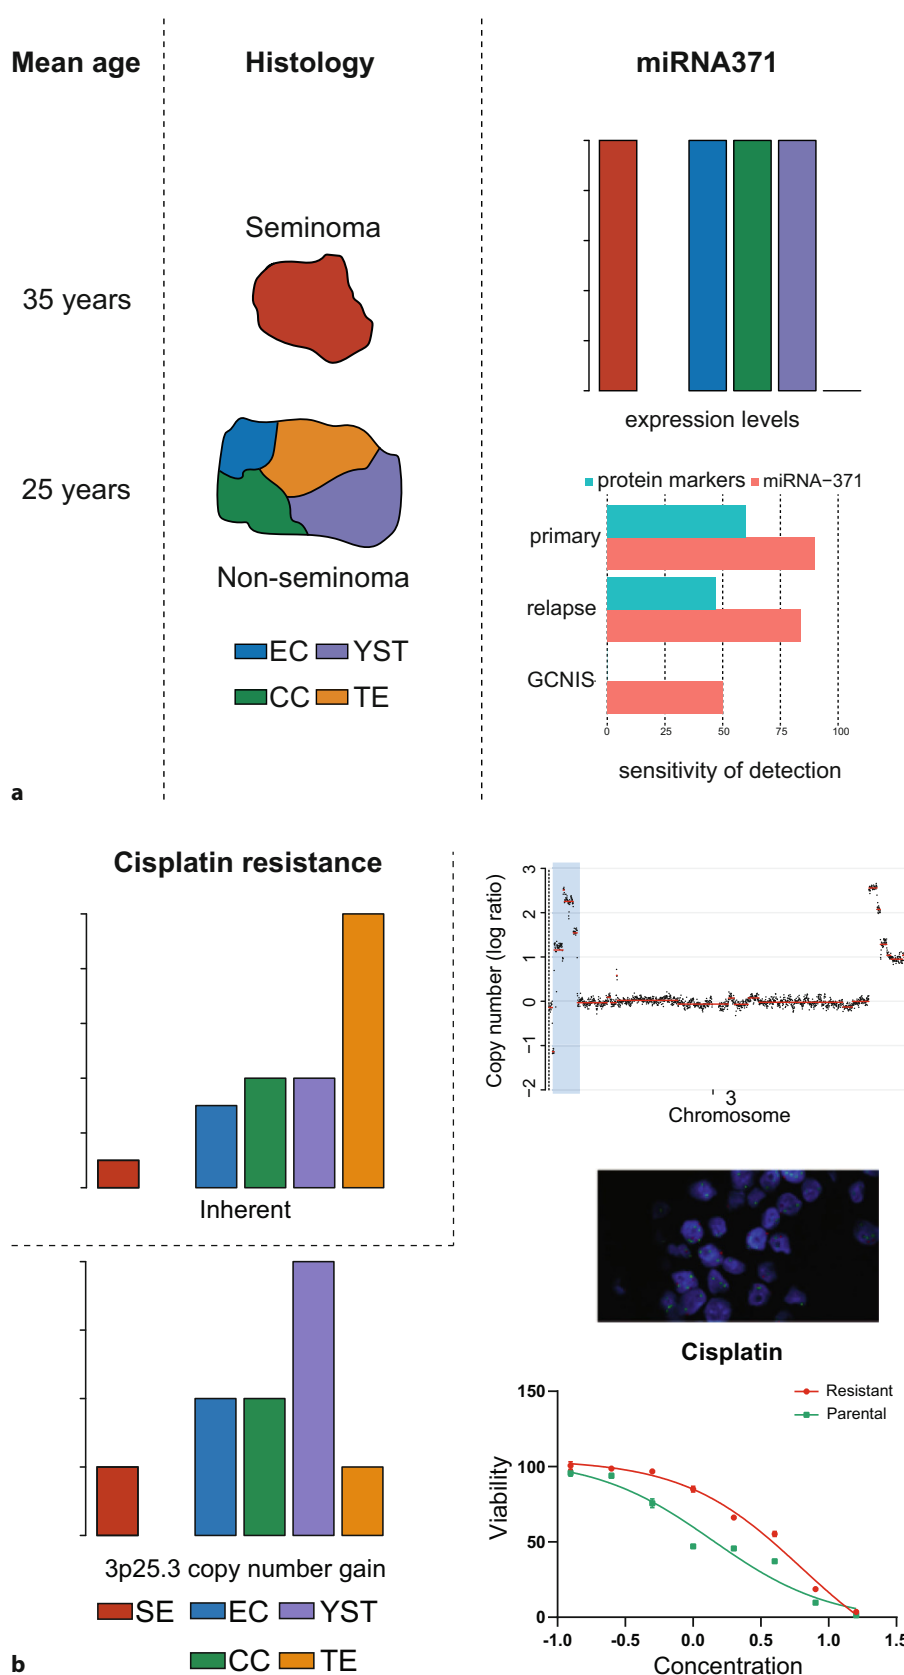 Mean age
Histology
miRNA371
Seminoma
35 years
25 years
Non-seminoma
EC YST
CC TE
expression levels
protein markers miRNA−371
primary
relapse
GCNIS
0 25 50 75 100
sensitivity of detection
a
Cisplatin resistance
Inherent
3p25.3 copy number gain
SE EC YST
CC TE
b
Copy number (log ratio)
3
2
1
0
−1
−2
3
Chromosome
Cisplatin
Resistant
Parental
Viability
150
100
50
0
-1.0 -0.5 0.0 0.5 1.0 1.5
Concentration